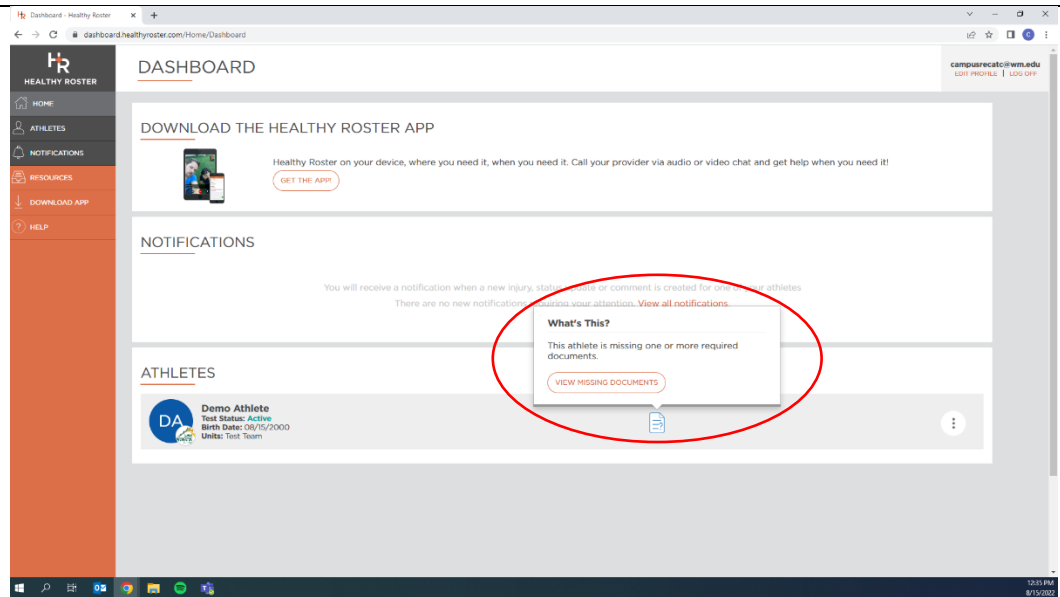 Dashboard - Healthy Roster
dashboard.healthyroster.com/Home/Dashboard
HR
HEALTHY ROSTER
DASHBOARD
campusrecatc@wm.edu
EDIT PROFILE | LOG OFF
HOME
ATHLETES
NOTIFICATIONS
RESOURCES
DOWNLOAD APP
HELP
DOWNLOAD THE HEALTHY ROSTER APP
Healthy Roster on your device, where you need it, when you need it. Call your provider via audio or video chat and get help when you need it!
GET THE APP!
NOTIFICATIONS
You will receive a notification when a new injury, status update or comment is created for one of your athletes
There are no new notifications requiring your attention. View all notifications.
What's This?
This athlete is missing one or more required
documents.
VIEW MISSING DOCUMENTS
ATHLETES
DA
Demo Athlete
Test Status: Active
Birth Date: 08/15/2000
Units: Test Team
12:35 PM
8/15/2022